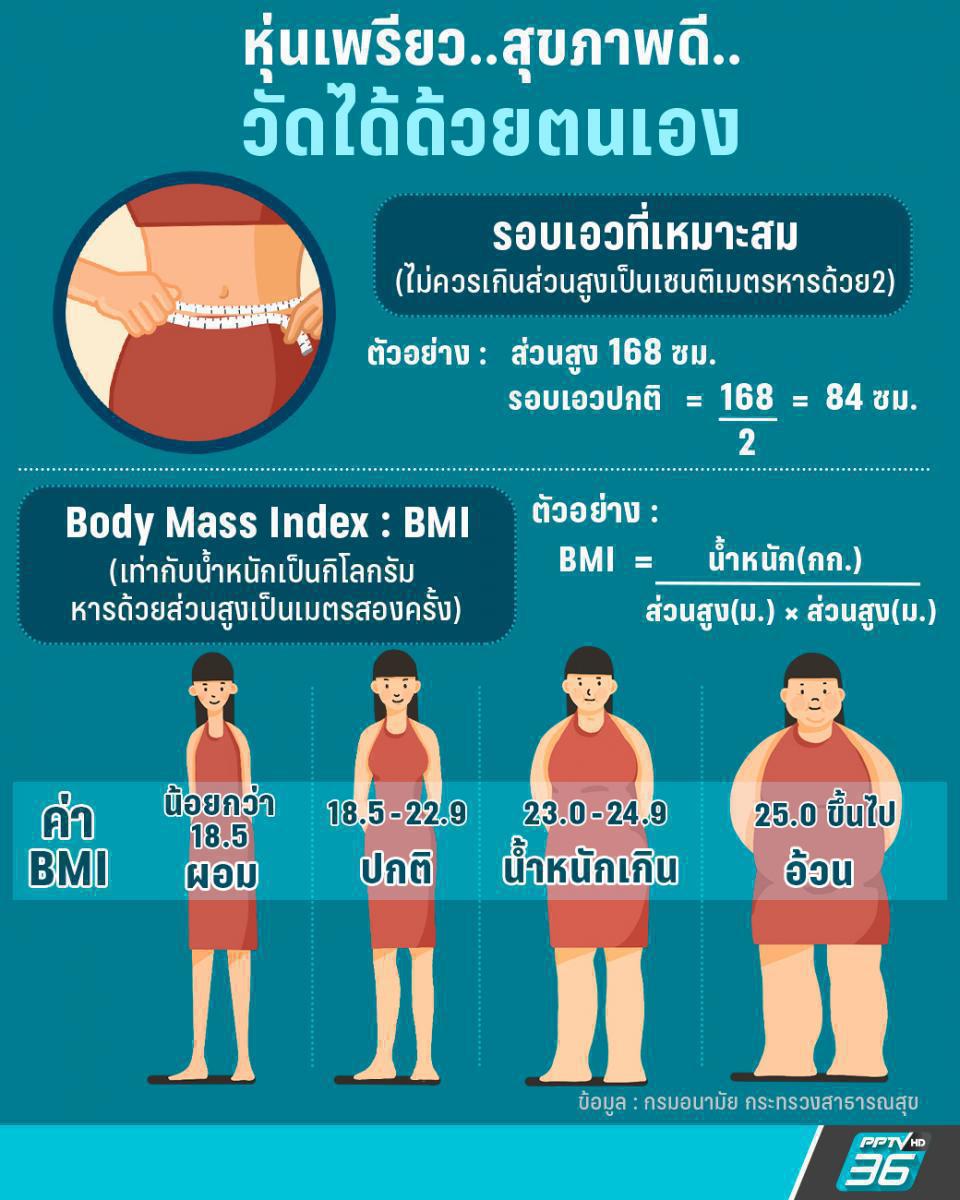 หุ่นเพรียว..สุขภาพดี..
วัดได้ด้วยตนเอง
รอบเอวที่เหมาะสม
(ไม่ควรเกินส่วนสูงเป็นเซนติเมตรหารด้วย2)
ตัวอย่าง : ส่วนสูง 168 ซม.
รอบเอวปกติ = 168 = 84 ซม.
2
Body Mass Index : BMI
(เท่ากับน้ำหนักเป็นกิโลกรัม
หารด้วยส่วนสูงเป็นเมตรสองครั้ง)
ตัวอย่าง :
BMI = น้ำหนัก(กก.)
ส่วนสูง(ม.) × ส่วนสูง(ม.)
ค่า
BMI
น้อยกว่า
18.5
ผอม
18.5-22.9
ปกติ
23.0-24.9
น้ำหนักเกิน
25.0 ขึ้นไป
อ้วน
ข้อมูล : กรมอนามัย กระทรวงสาธารณสุข
PPTV HD
36